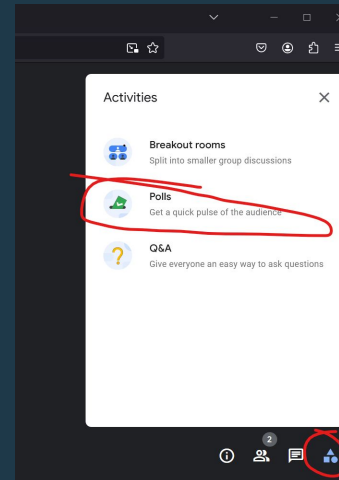 Activities
Breakout rooms
Split into smaller group discussions
Polls
Get a quick pulse of the audience
Q&A
Give everyone an easy way to ask questions
2